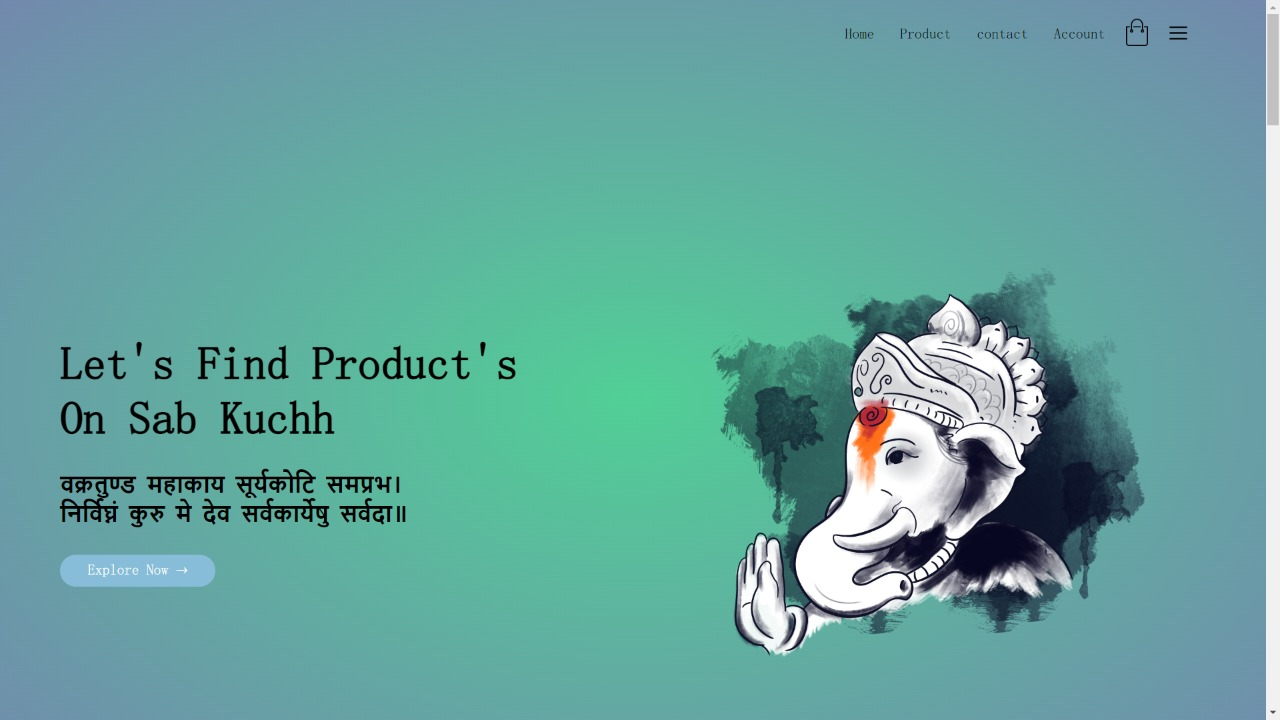 Home Product contact Account
Let's Find Product's
On Sab Kuchh
वक्रतुण्ड महाकाय सूर्यकोटि समप्रभ।
निर्विघ्नं कुरु मे देव सर्वकार्येषु सर्वदा॥
Explore Now →